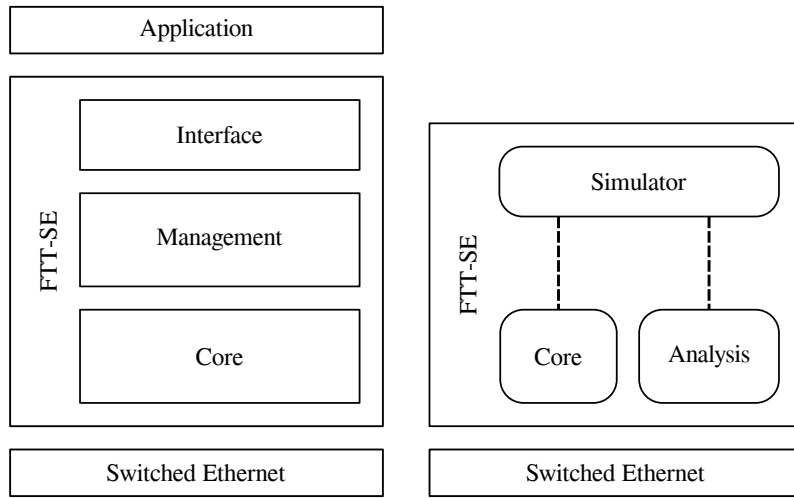 Application
FTT-SE
Interface
Management
Core
Switched Ethernet
FTT-SE
Simulator
Core
Analysis
Switched Ethernet